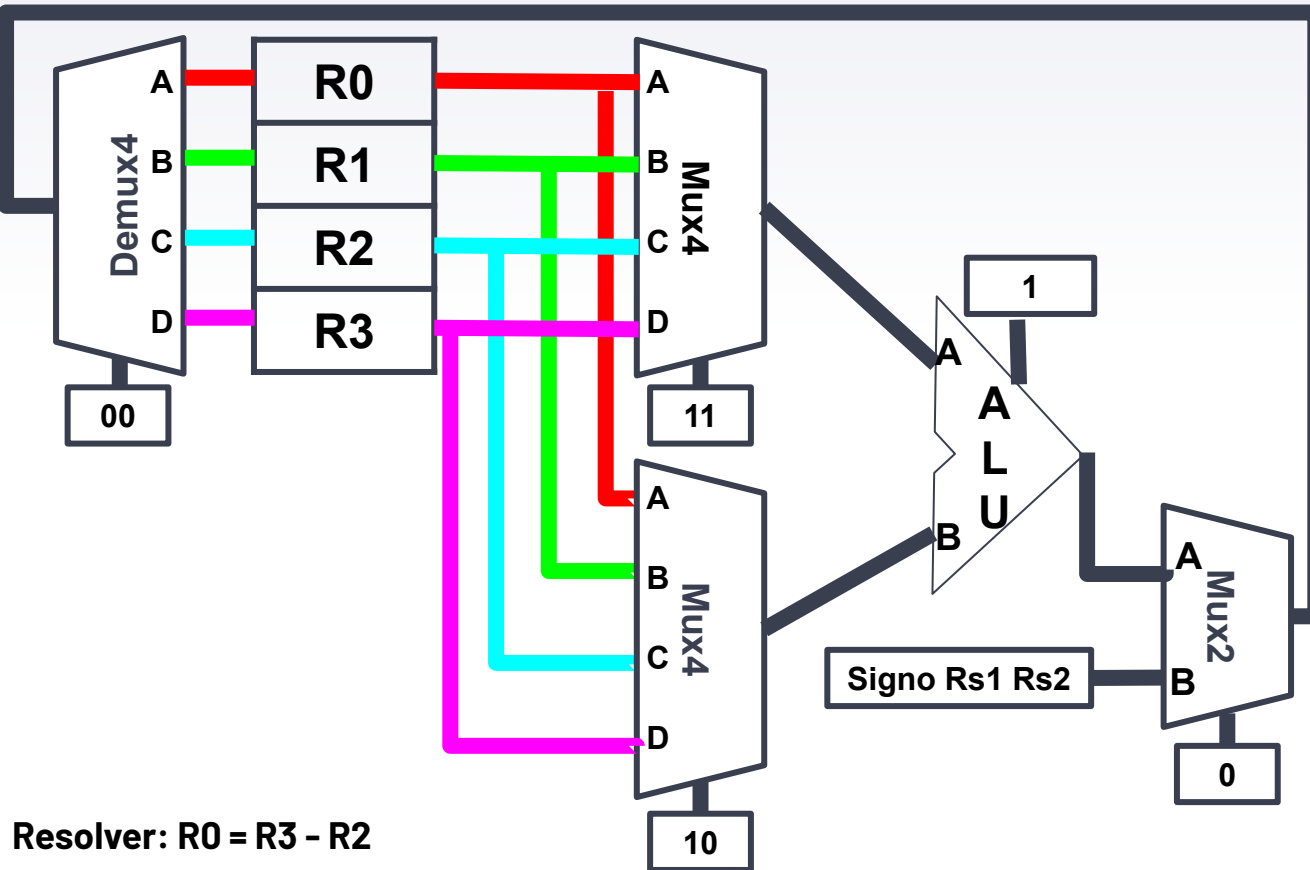 Demux4
A
B
C
D
00
R0
R1
R2
R3
Mux4
A
B
C
D
11
Mux4
A
B
C
D
10
1
A
B
A
L
U
Signo Rs1 Rs2
Mux2
A
B
0
Resolver: R0 = R3 - R2